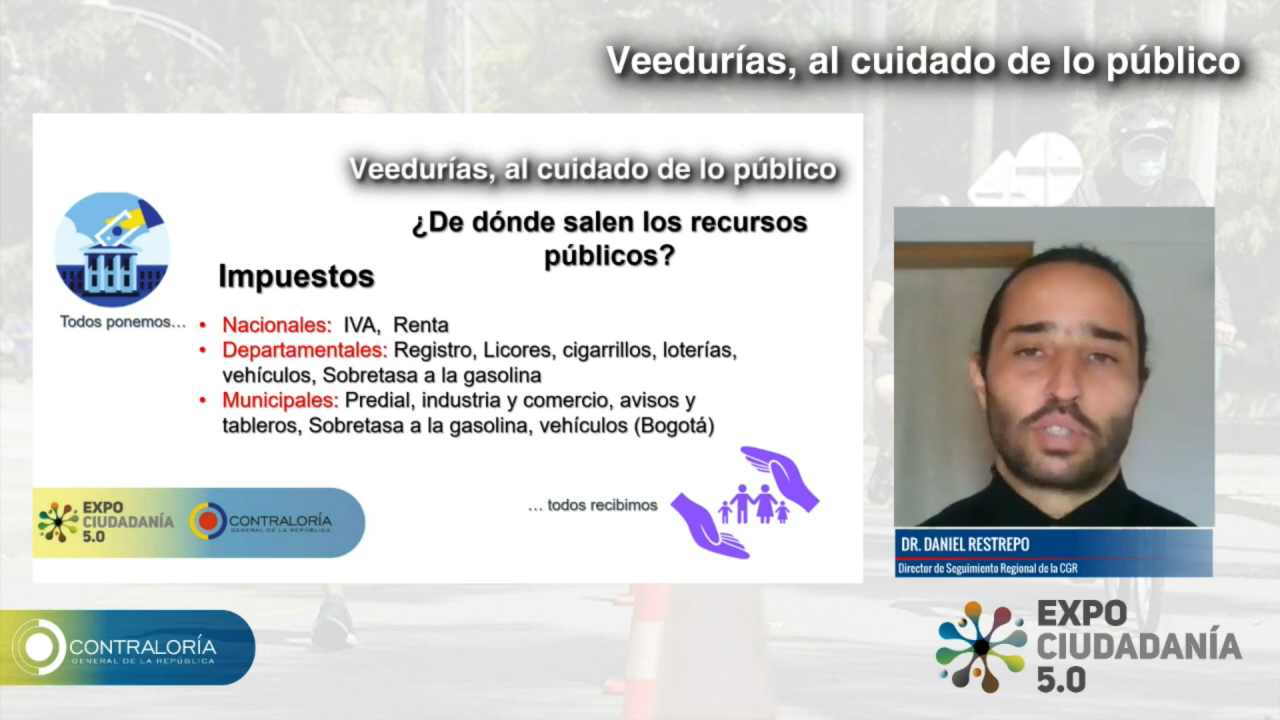 Veedurías, al cuidado de lo público
Veedurías, al cuidado de lo público
¿De dónde salen los recursos
públicos?
Impuestos
Todos ponemos...
• Nacionales: IVA, Renta
• Departamentales: Registro, Licores, cigarrillos, loterías,
vehículos, Sobretasa a la gasolina
• Municipales: Predial, industria y comercio, avisos y
tableros, Sobretasa a la gasolina, vehículos (Bogotá)
... todos recibimos
EXPO
CIUDADANÍA
5.0
CONTRALORÍA
GENERAL DE LA REPÚBLICA
DR. DANIEL RESTREPO
Director de Seguimiento Regional de la CGR
CONTRALORÍA
GENERAL DE LA REPÚBLICA
EXPO
CIUDADANÍA
5.0